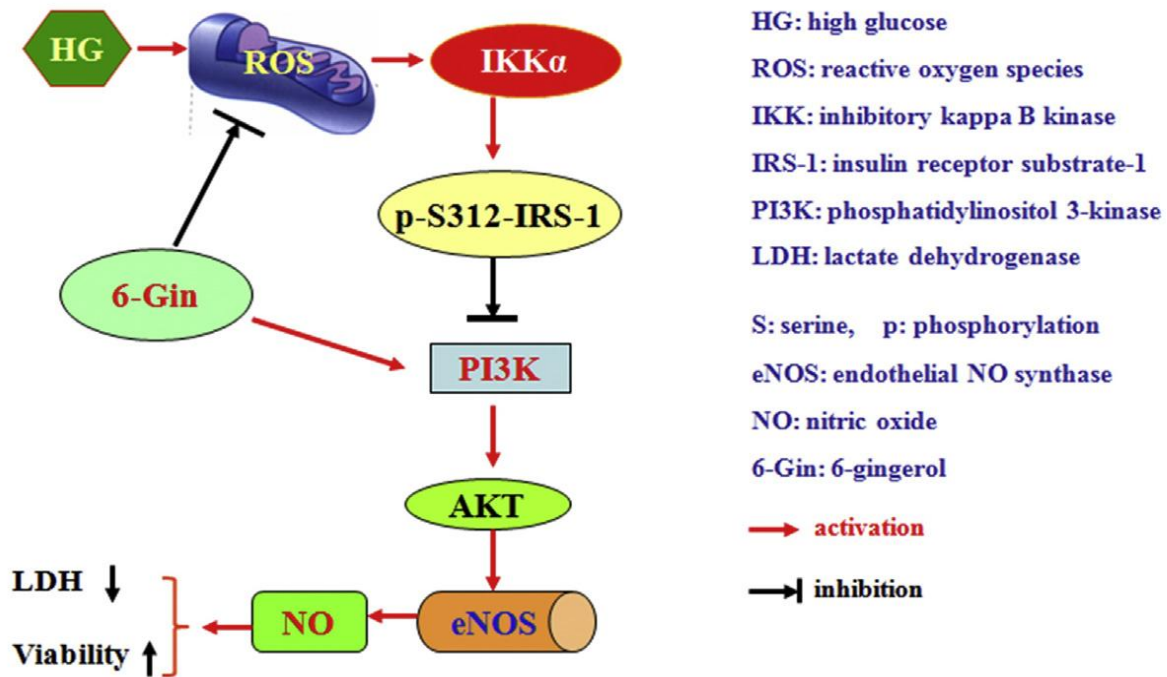 HG
ROS
IKKα
p-S312-IRS-1
6-Gin
PI3K
AKT
eNOS
NO
LDH
Viability
HG: high glucose
ROS: reactive oxygen species
IKK: inhibitory kappa B kinase
IRS-1: insulin receptor substrate-1
PI3K: phosphatidylinositol 3-kinase
LDH: lactate dehydrogenase
S: serine, p: phosphorylation
eNOS: endothelial NO synthase
NO: nitric oxide
6-Gin: 6-gingerol
activation
inhibition